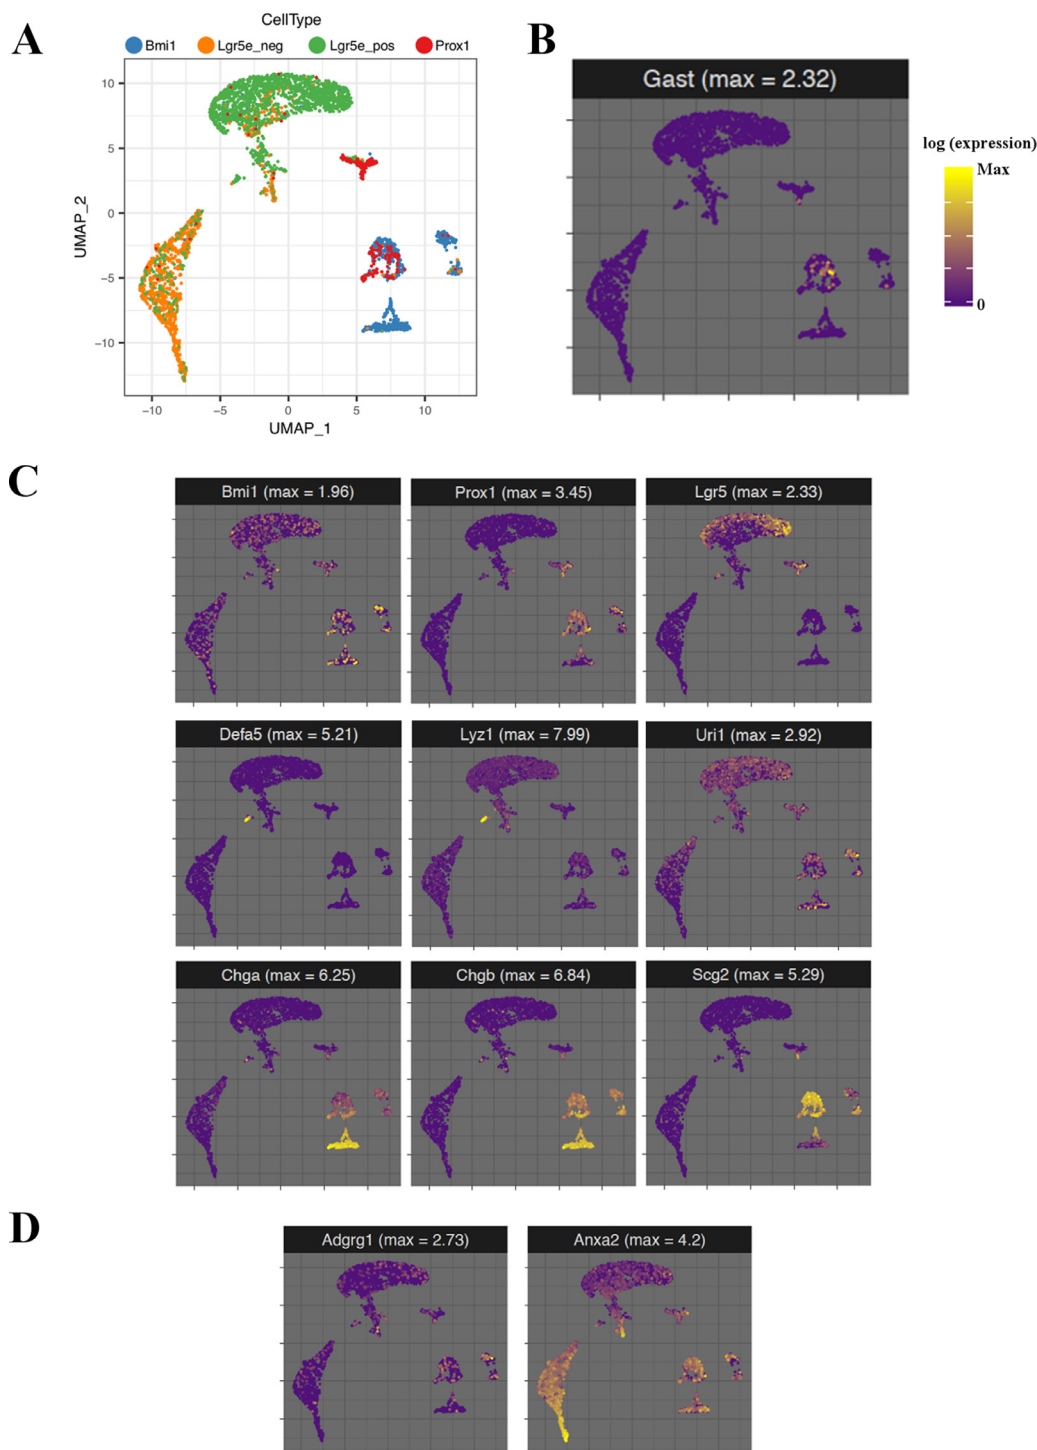 A
CellType
Bmi1 Lgr5e_neg Lgr5e_pos Prox1
10
5
0
−5
−10
UMAP_2
−10 −5 0 5 10
UMAP_1
B
Gast (max = 2.32)
log (expression)
Max
0
C
Bmi1 (max = 1.96)
Prox1 (max = 3.45)
Lgr5 (max = 2.33)
Defa5 (max = 5.21)
Lyz1 (max = 7.99)
Uri1 (max = 2.92)
Chga (max = 6.25)
Chgb (max = 6.84)
Scg2 (max = 5.29)
D
Adgrg1 (max = 2.73)
Anxa2 (max = 4.2)